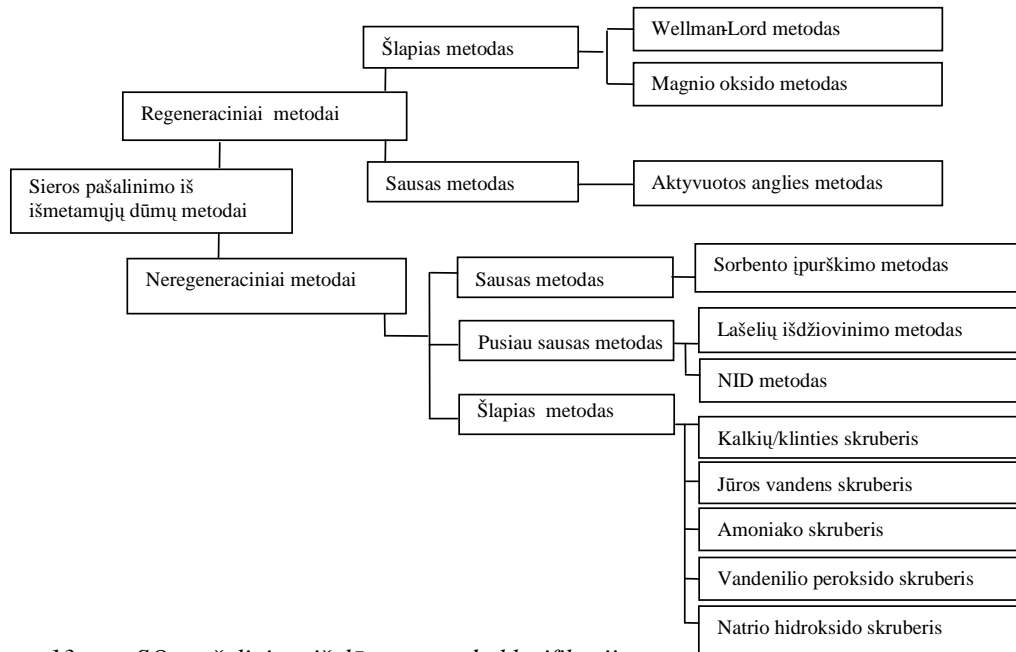 Wellman-Lord metodas
Šlapias metodas
Magnio oksido metodas
Regeneraciniai metodai
Sausas metodas
Aktyvuotos anglies metodas
Sieros pašalinimo iš
išmetamųjų dūmų metodai
Neregeneraciniai metodai
Sausas metodas
Sorbento įpurškimo metodas
Pusiau sausas metodas
Lašelių išdžiovinimo metodas
NID metodas
Šlapias metodas
Kalkių/klinties skruberis
Jūros vandens skruberis
Amoniako skruberis
Vandenilio peroksido skruberis
Natrio hidroksido skruberis